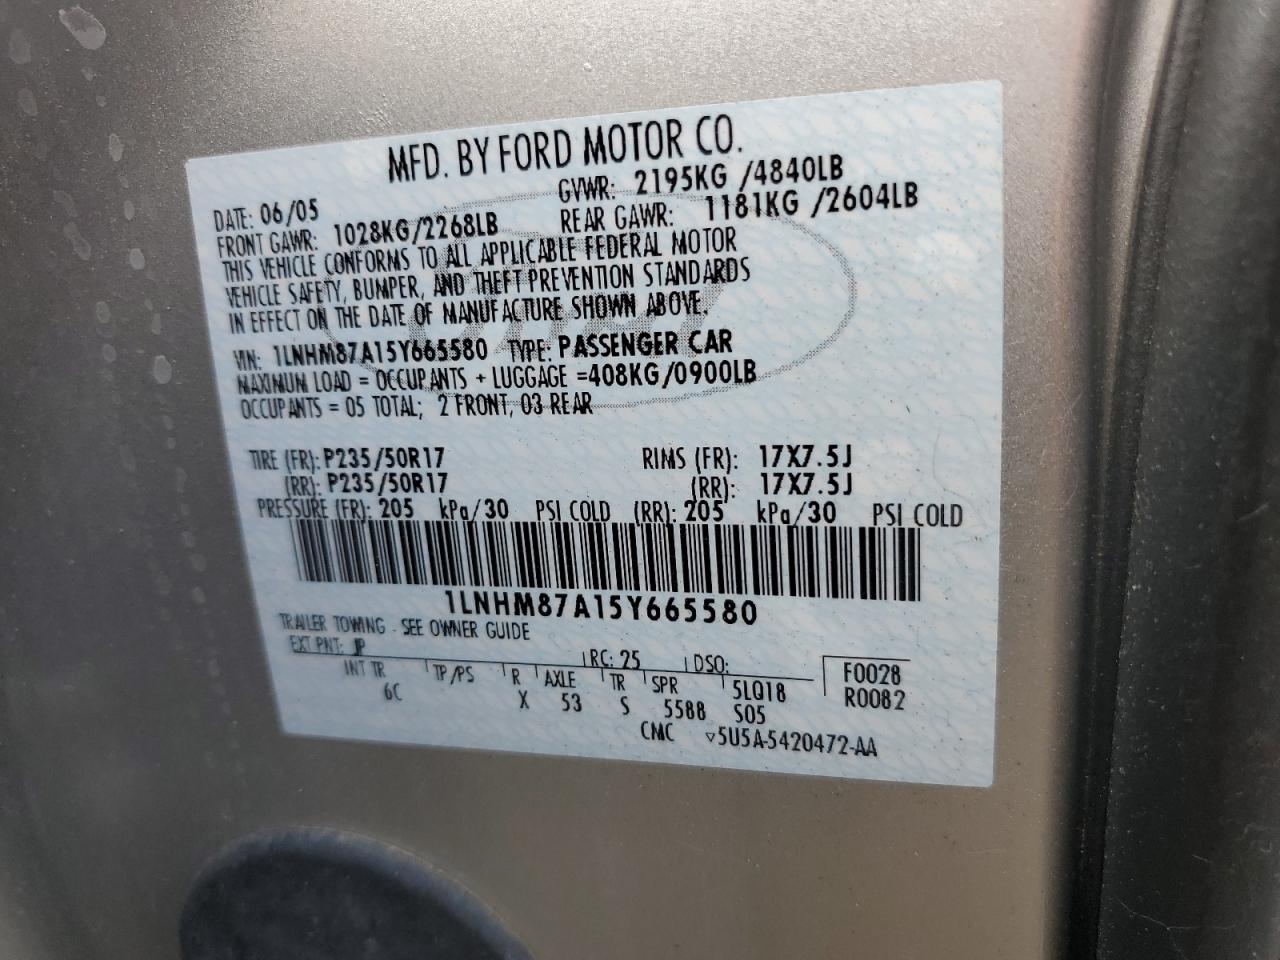 MFD. BY FORD MOTOR CO.
DATE: 06/05 GVWR: 2195KG /4840LB
FRONT GAWR: 1028KG/2268LB REAR GAWR: 1181KG /2604LB
THIS VEHICLE CONFORMS TO ALL APPLICABLE FEDERAL MOTOR
VEHICLE SAFETY, BUMPER, AND THEFT PREVENTION STANDARDS
IN EFFECT ON THE DATE OF MANUFACTURE SHOWN ABOVE.
VIN: 1LNHM87A15Y665580 TYPE: PASSENGER CAR
MAXIMUM LOAD = OCCUPANTS + LUGGAGE =408KG/0900LB
OCCUPANTS = 05 TOTAL; 2 FRONT, 03 REAR
TIRE (FR): P235/50R17 RIMS (FR): 17X7.5J
(RR): P235/50R17 (RR): 17X7.5J
PRESSURE (FR): 205 kPa/30 PSI COLD (RR): 205 kPa/30 PSI COLD
1LNHM87A15Y665580
TRAILER TOWING - SEE OWNER GUIDE
EXT PNT: JP RC: 25 DSO: F0028
INT TR TP/PS R AXLE TR SPR 5LQ18 R0082
6C X 53 S 5588 S05
CMC ▿5U5A-5420472-AA